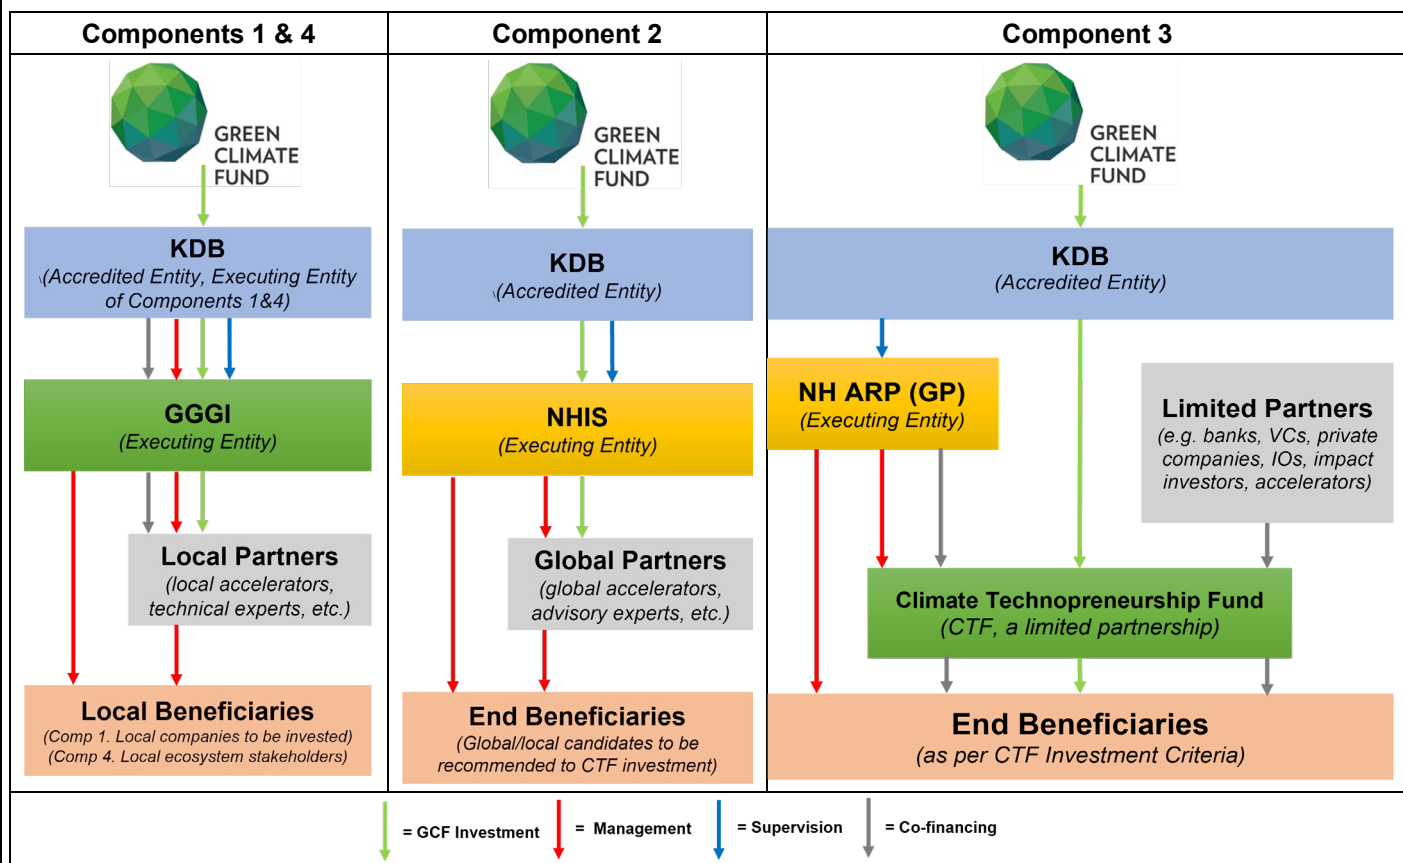 Components 1 & 4
GREEN
CLIMATE
FUND
KDB
\(Accredited Entity, Executing Entity
of Components 1&4)
GGGI
(Executing Entity)
Local Partners
(local accelerators,
technical experts, etc.)
Local Beneficiaries
(Comp 1. Local companies to be invested)
(Comp 4. Local ecosystem stakeholders)
Component 2
GREEN
CLIMATE
FUND
KDB
\(Accredited Entity)
NHIS
(Executing Entity)
Global Partners
(global accelerators,
advisory experts, etc.)
End Beneficiaries
(Global/local candidates to be
recommended to CTF investment)
Component 3
GREEN
CLIMATE
FUND
KDB
(Accredited Entity)
NH ARP (GP)
(Executing Entity)
Limited Partners
(e.g. banks, VCs, private
companies, IOs, impact
investors, accelerators)
Climate Technopreneurship Fund
(CTF, a limited partnership)
End Beneficiaries
(as per CTF Investment Criteria)
= GCF Investment
= Management
= Supervision
= Co-financing